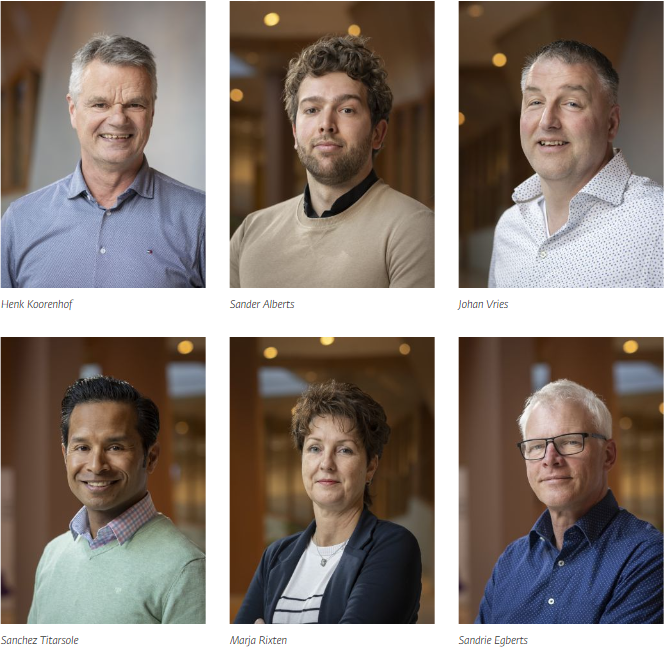 Henk Koorenhof
Sander Alberts
Johan Vries
Sanchez Titarsole
Marja Rixten
Sandrie Egberts